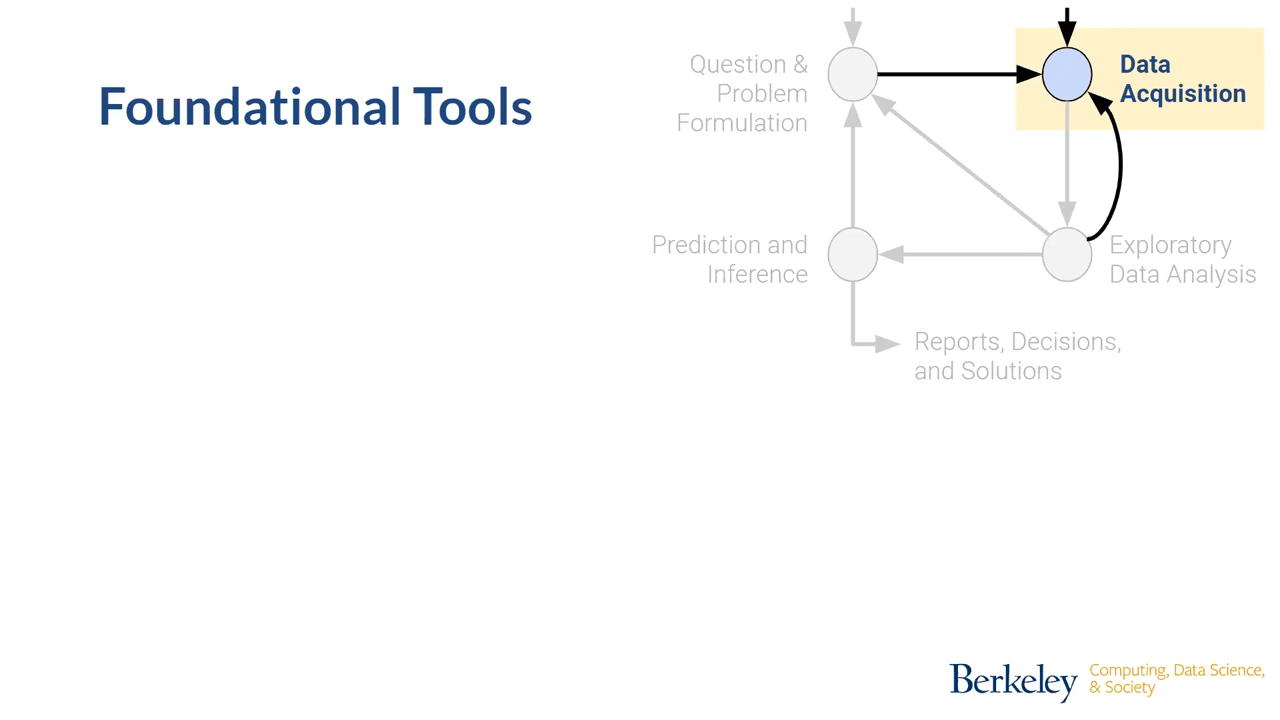 Foundational Tools
Question &
Problem
Formulation
Data
Acquisition
Prediction and
Inference
Exploratory
Data Analysis
Reports, Decisions,
and Solutions
Berkeley
Computing, Data Science,
& Society